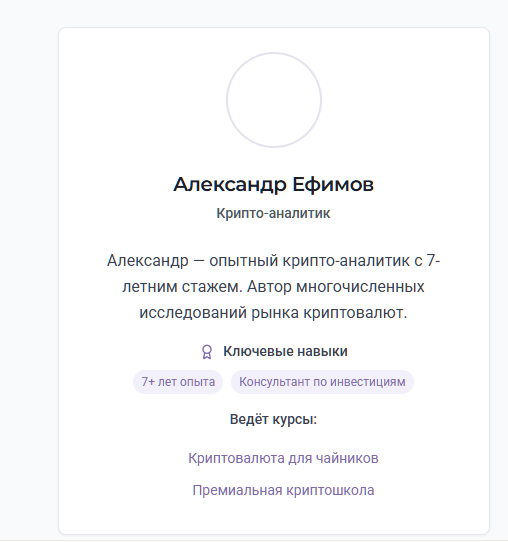 Александр Ефимов
Крипто-аналитик
Александр — опытный крипто-аналитик с 7-
летним стажем. Автор многочисленных
исследований рынка криптовалют.
Ключевые навыки
7+ лет опыта Консультант по инвестициям
Ведёт курсы:
Криптовалюта для чайников
Премиальная криптошкола